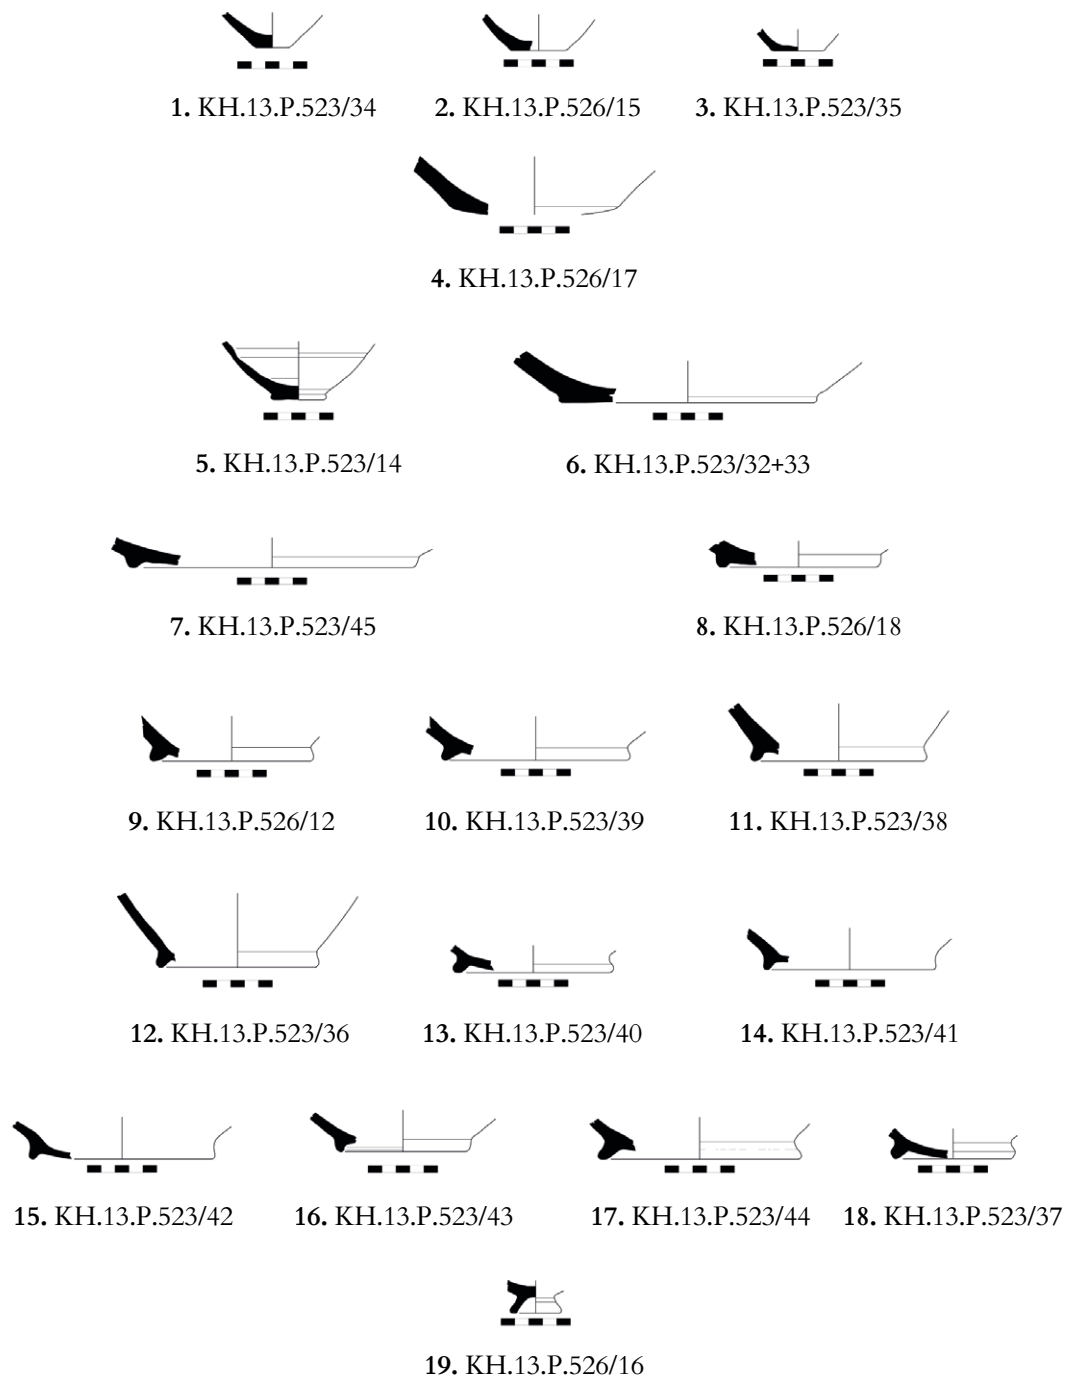 1. KH.13.P.523/34
2. KH.13.P.526/15
3. KH.13.P.523/35
4. KH.13.P.526/17
5. KH.13.P.523/14
6. KH.13.P.523/32+33
7. KH.13.P.523/45
8. KH.13.P.526/18
9. KH.13.P.526/12
10. KH.13.P.523/39
11. KH.13.P.523/38
12. KH.13.P.523/36
13. KH.13.P.523/40
14. KH.13.P.523/41
15. KH.13.P.523/42
16. KH.13.P.523/43
17. KH.13.P.523/44
18. KH.13.P.523/37
19. KH.13.P.526/16